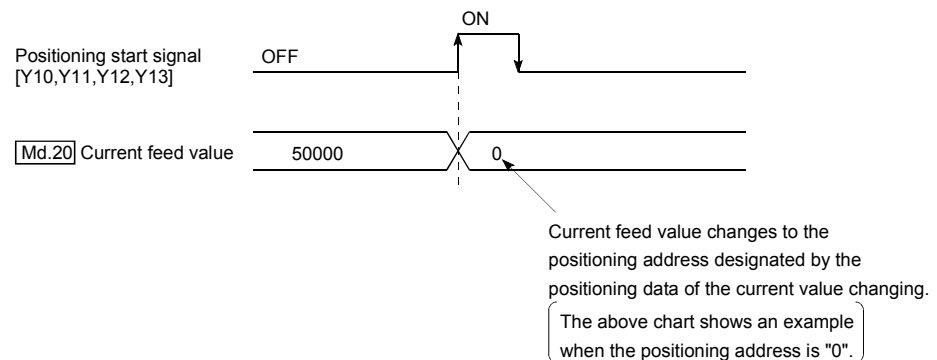 ON
Positioning start signal
[Y10,Y11,Y12,Y13]
OFF
Md.20 Current feed value
50000
0
Current feed value changes to the
positioning address designated by the
positioning data of the current value changing.
The above chart shows an example
when the positioning address is "0".